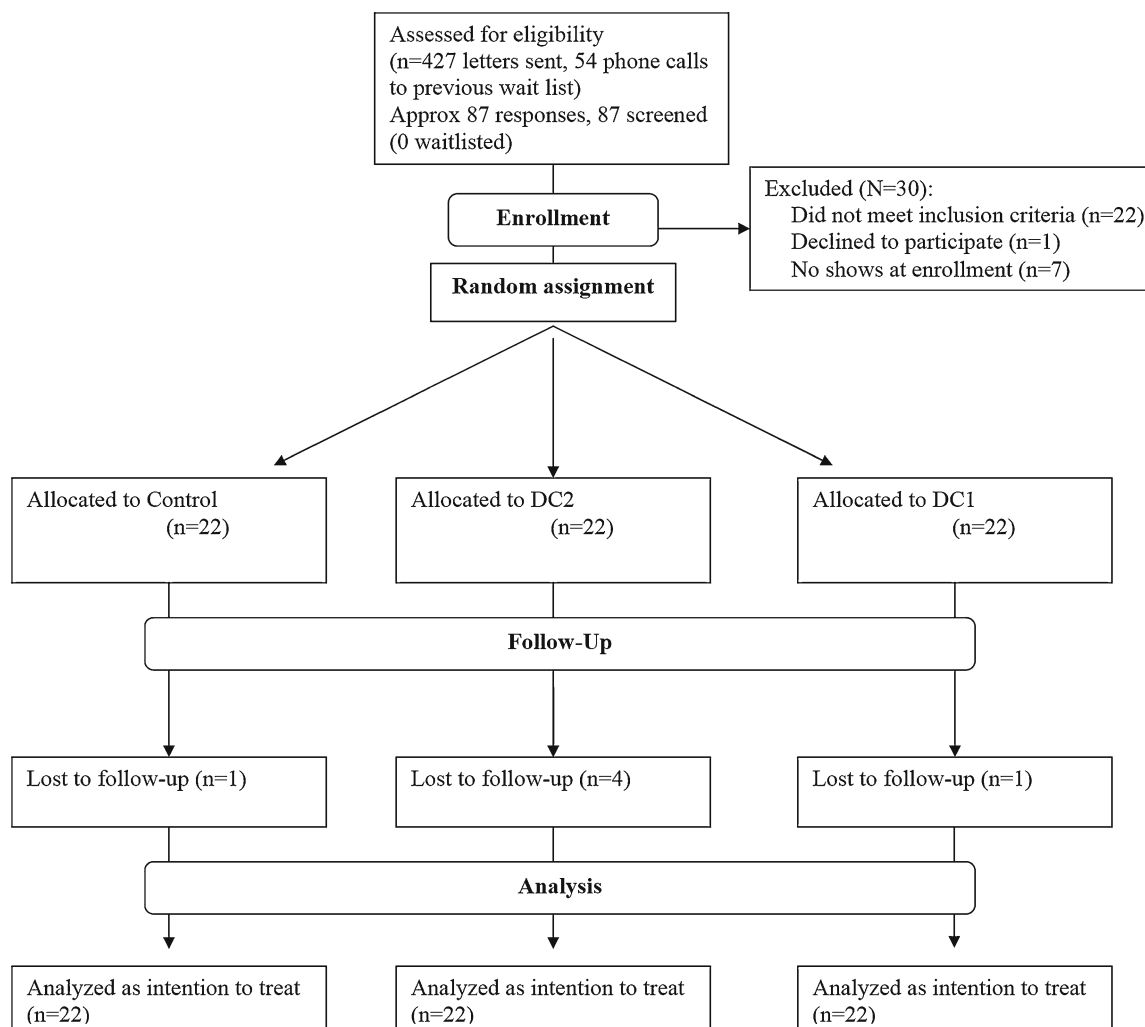 Assessed for eligibility
(n=427 letters sent, 54 phone calls
to previous wait list)
Approx 87 responses, 87 screened
(0 waitlisted)
Excluded (N=30):
Did not meet inclusion criteria (n=22)
Declined to participate (n=1)
No shows at enrollment (n=7)
Enrollment
Random assignment
Allocated to Control
(n=22)
Allocated to DC2
(n=22)
Allocated to DC1
(n=22)
Follow-Up
Lost to follow-up (n=1)
Lost to follow-up (n=4)
Lost to follow-up (n=1)
Analysis
Analyzed as intention to treat
(n=22)
Analyzed as intention to treat
(n=22)
Analyzed as intention to treat
(n=22)